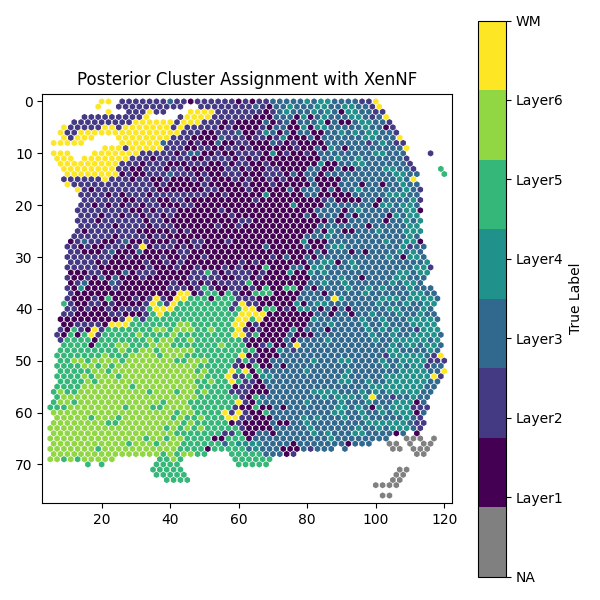 Posterior Cluster Assignment with XenNF
0
10
20
30
40
50
60
70
20
40
60
80
100
120
WM
Layer6
Layer5
Layer4
Layer3
Layer2
Layer1
NA
True Label